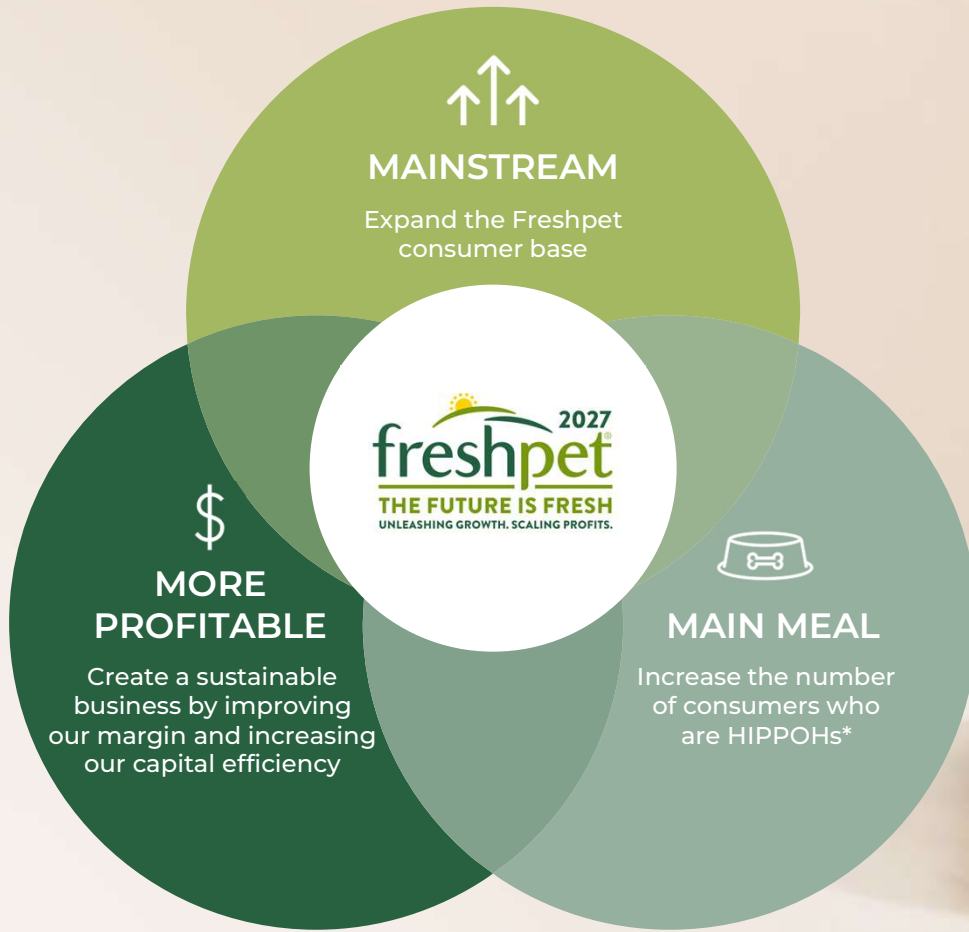 MAINSTREAM
Expand the Freshpet
consumer base
2027
freshpet®
THE FUTURE IS FRESH
UNLEASHING GROWTH. SCALING PROFITS.
$
MORE
PROFITABLE
Create a sustainable
business by improving
our margin and increasing
our capital efficiency
MAIN MEAL
Increase the number
of consumers who
are HIPPOHs*